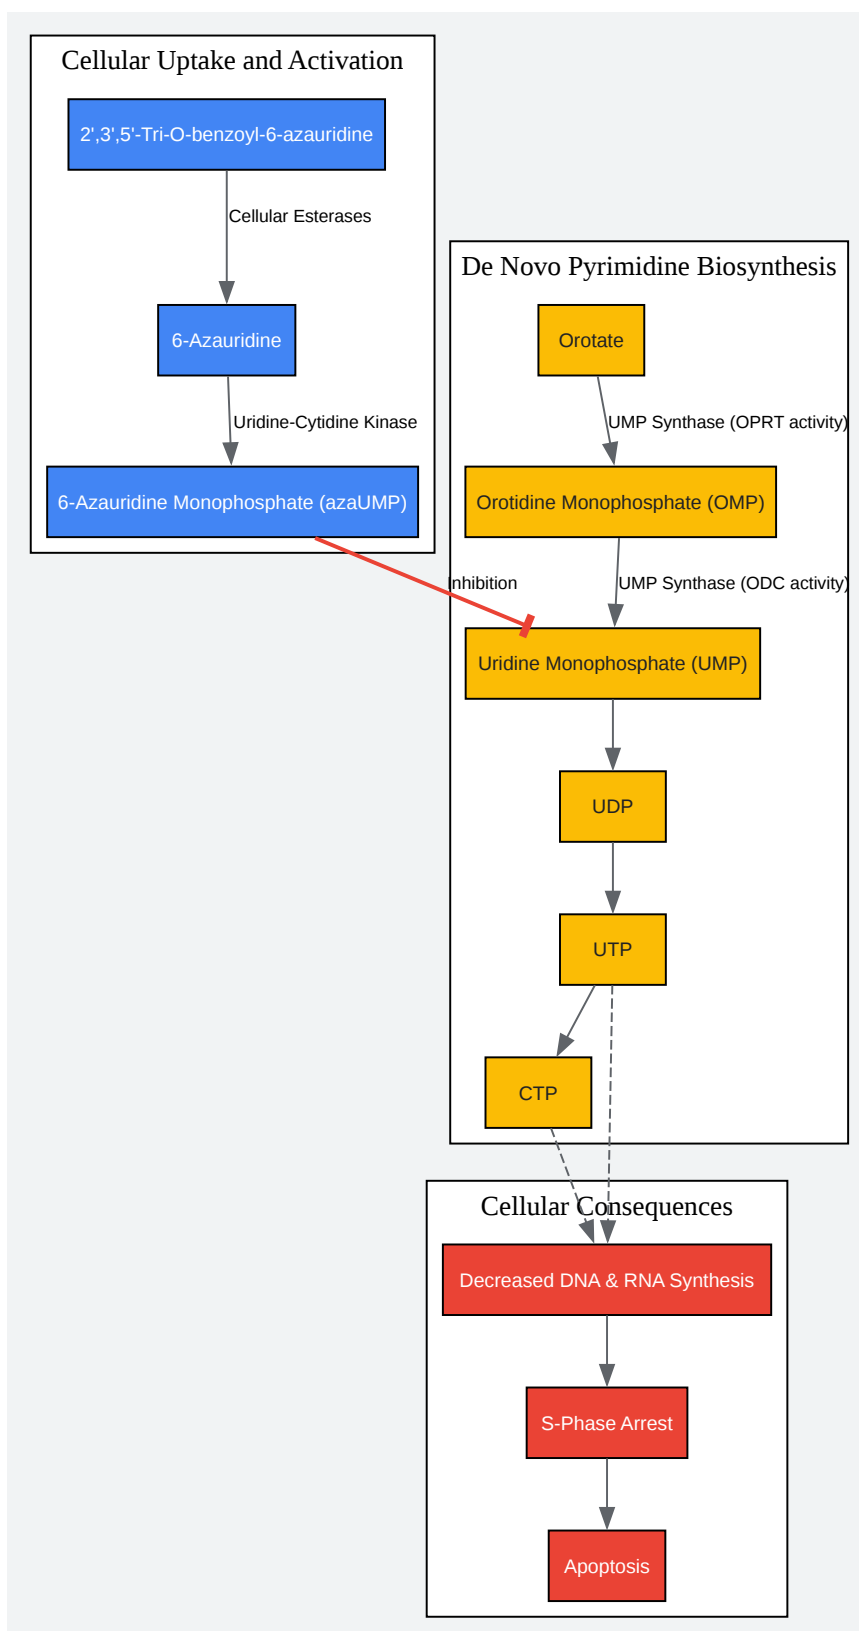 Cellular Uptake and Activation
2',3',5'-Tri-O-benzoyl-6-azauridine
Cellular Esterases
6-Azauridine
Uridine-Cytidine Kinase
6-Azauridine Monophosphate (azaUMP)
Inhibition
De Novo Pyrimidine Biosynthesis
Orotate
UMP Synthase (OPRT activity)
Orotidine Monophosphate (OMP)
UMP Synthase (ODC activity)
Uridine Monophosphate (UMP)
UDP
UTP
CTP
Cellular Consequences
Decreased DNA & RNA Synthesis
S-Phase Arrest
Apoptosis